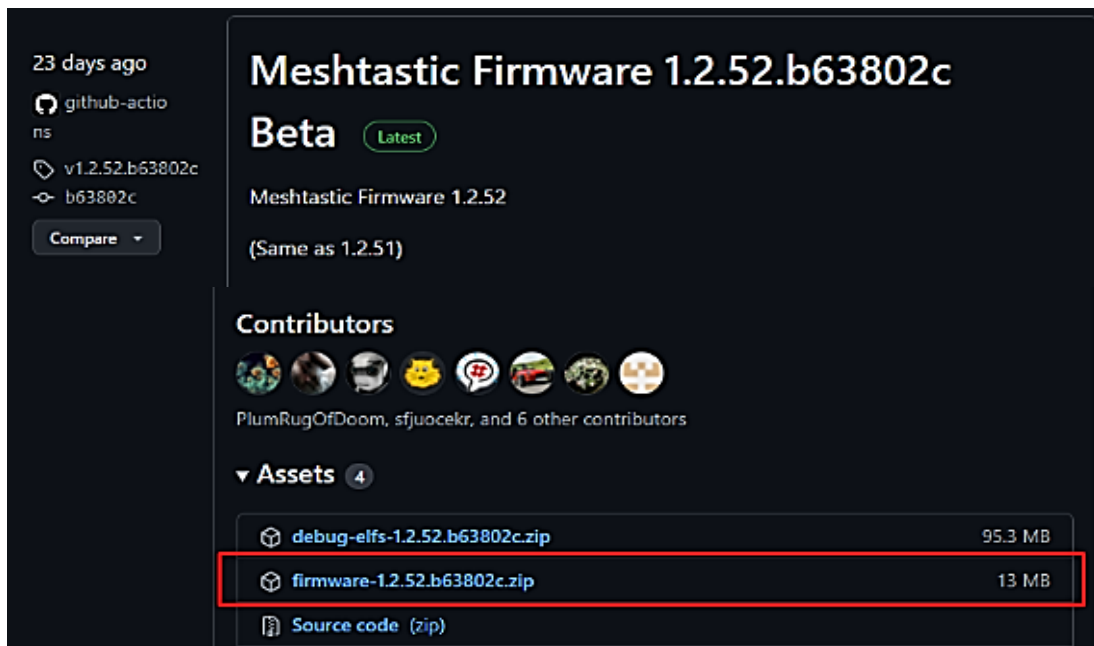 23 days ago
github-actio
ns
v1.2.52.b63802c
b63802c
Compare
Meshtastic Firmware 1.2.52.b63802c
Beta Latest
Meshtastic Firmware 1.2.52
(Same as 1.2.51)
Contributors
PlumRugOfDoom, sfjuocekr, and 6 other contributors
Assets 4
debug-elfs-1.2.52.b63802c.zip 95.3 MB
firmware-1.2.52.b63802c.zip 13 MB
Source code (zip)